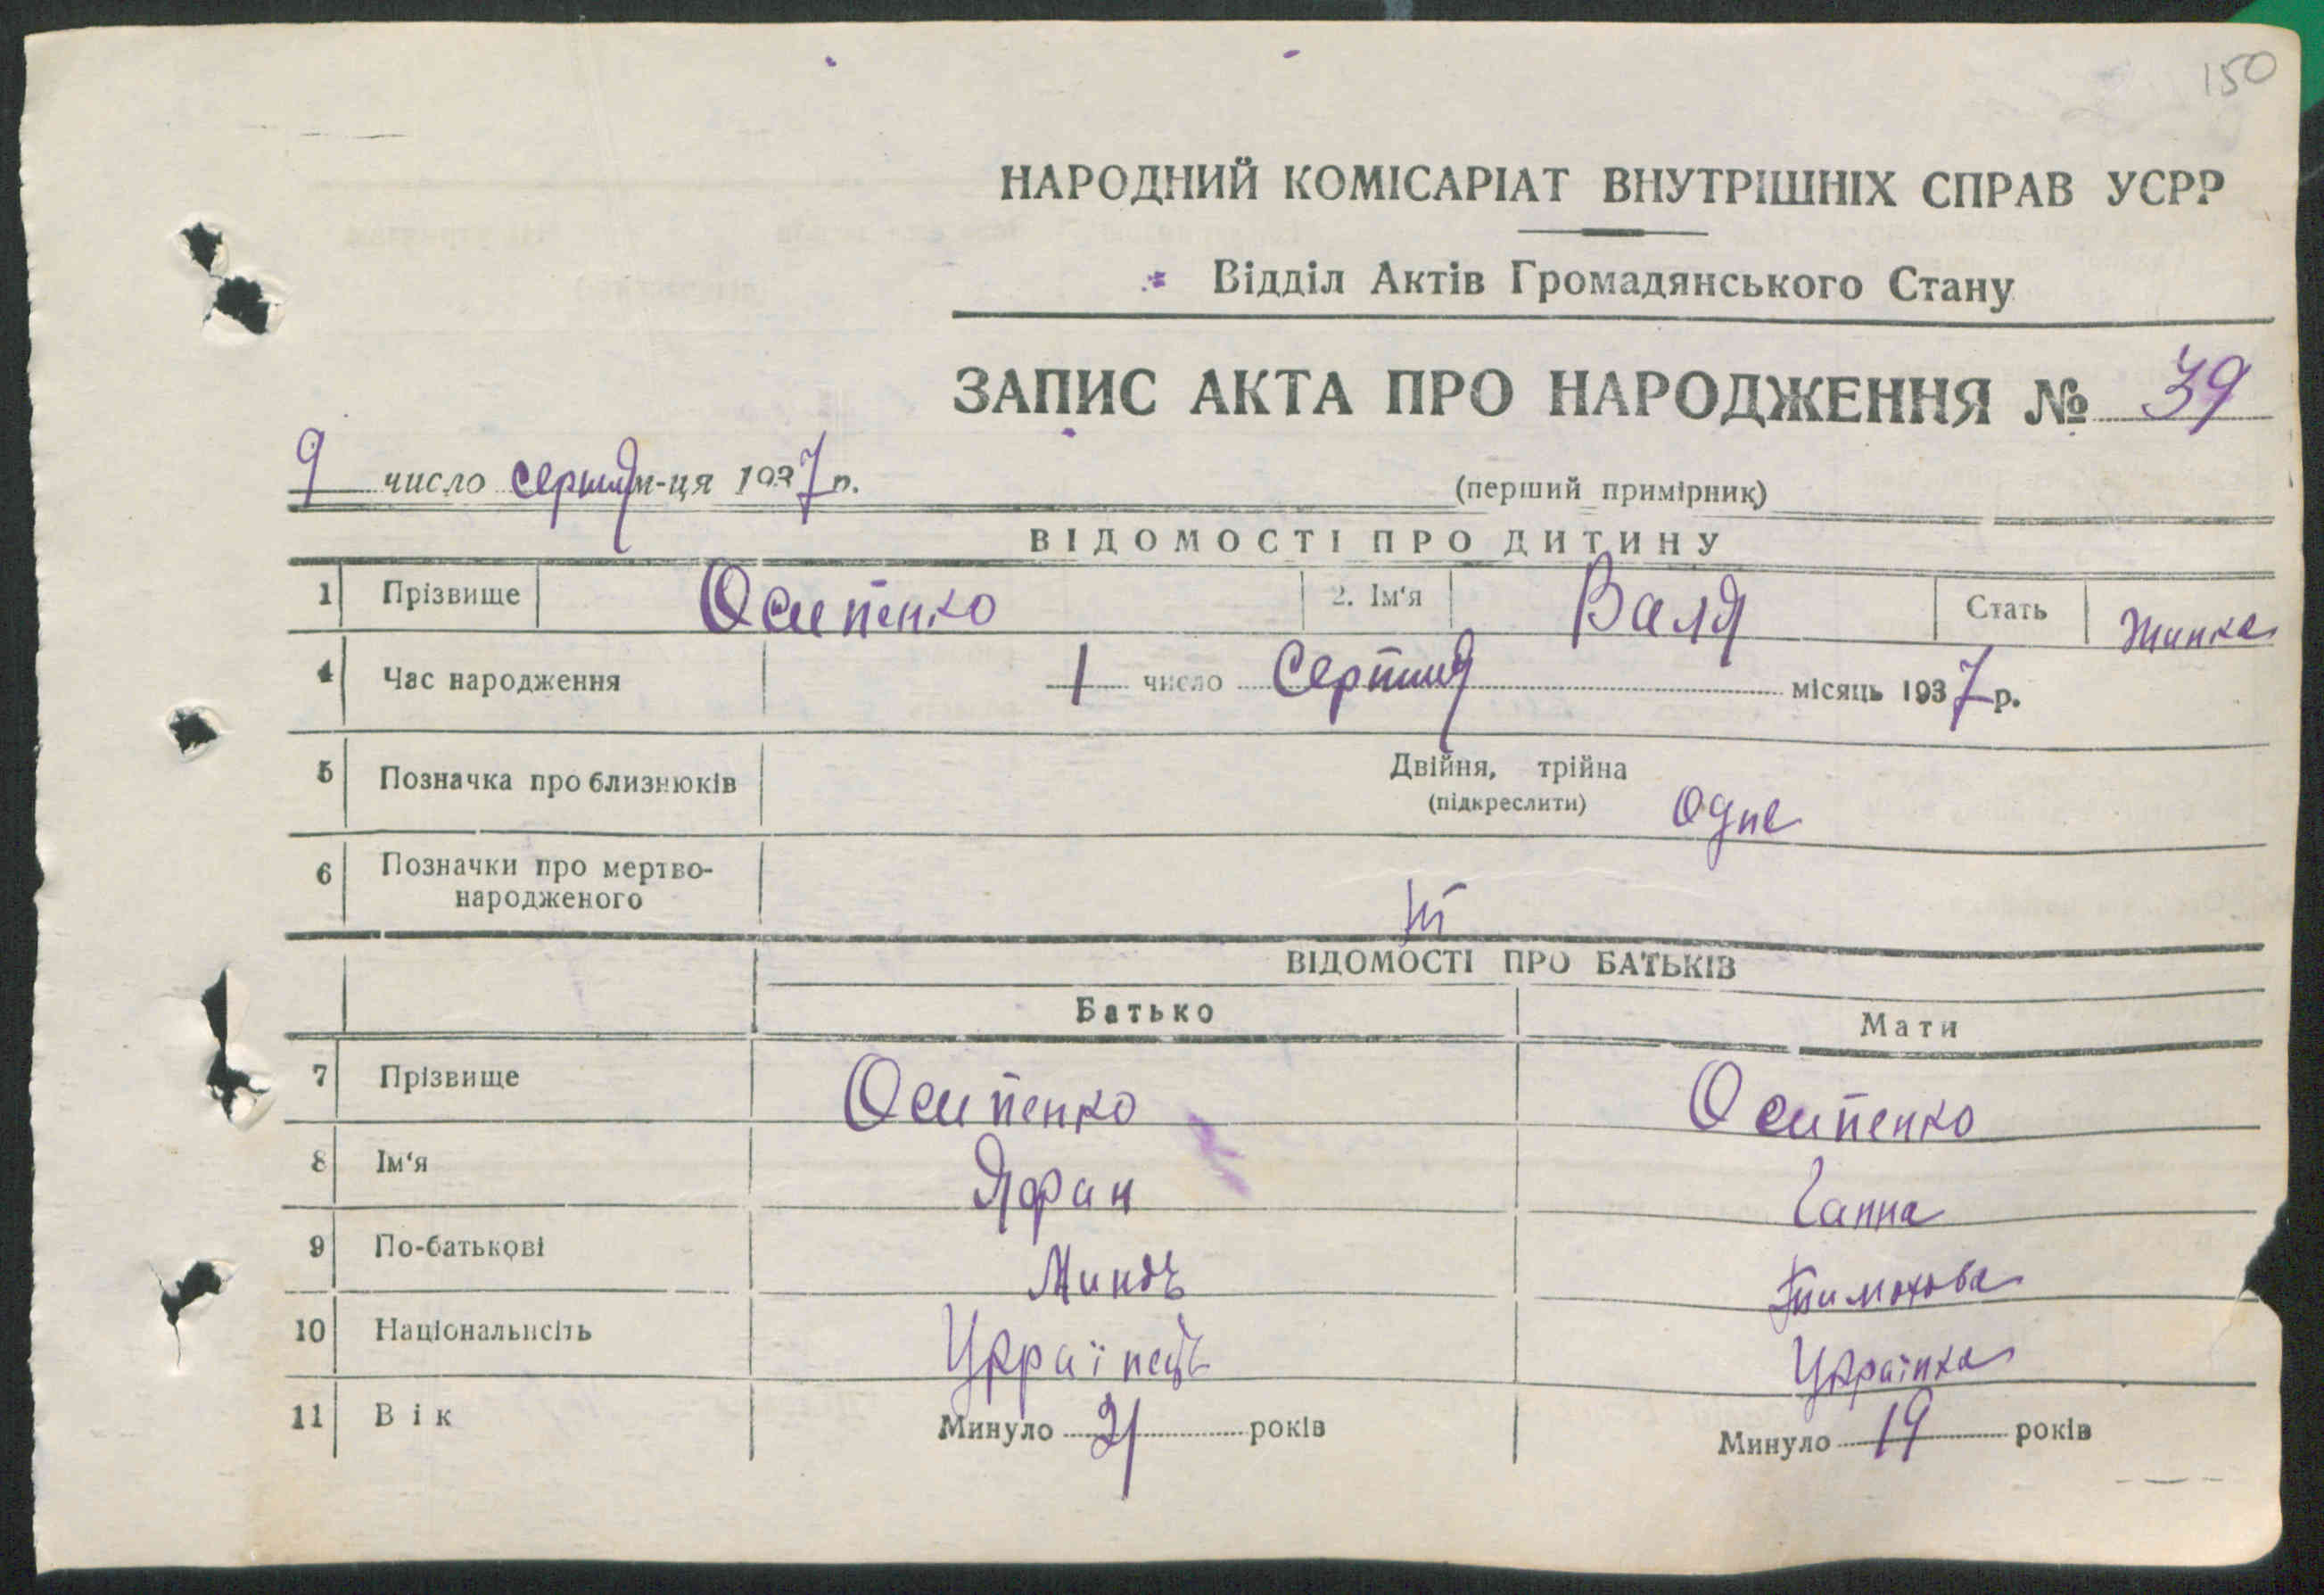 150
НАРОДНИЙ КОМІСАРІАТ ВНУТРІШНІХ СПРАВ УСРР
Відділ Актів Громадянського Стану
ЗАПИС АКТА ПРО НАРОДЖЕННЯ № 39
9 число серпня м-ця 1937 р.
(перший примірник)
ВІДОМОСТІ ПРО ДИТИНУ
1 Прізвище Осипенко 2. Ім'я Валя Стать Жинка
4 Час народження 1 число Серпня місяць 1937 р.
5 Позначка про близнюків Двійня, трійна
(підкреслити) Одне
6 Позначки про мертво-
народженого
ВІДОМОСТІ ПРО БАТЬКІВ
Батько Мати
7 Прізвище Осипенко Осипенко
8 Ім'я Яфан Ганна
9 По-батькові
10 Національнсіть Українець Українка
11 Вік Минуло 21 років Минуло 19 років